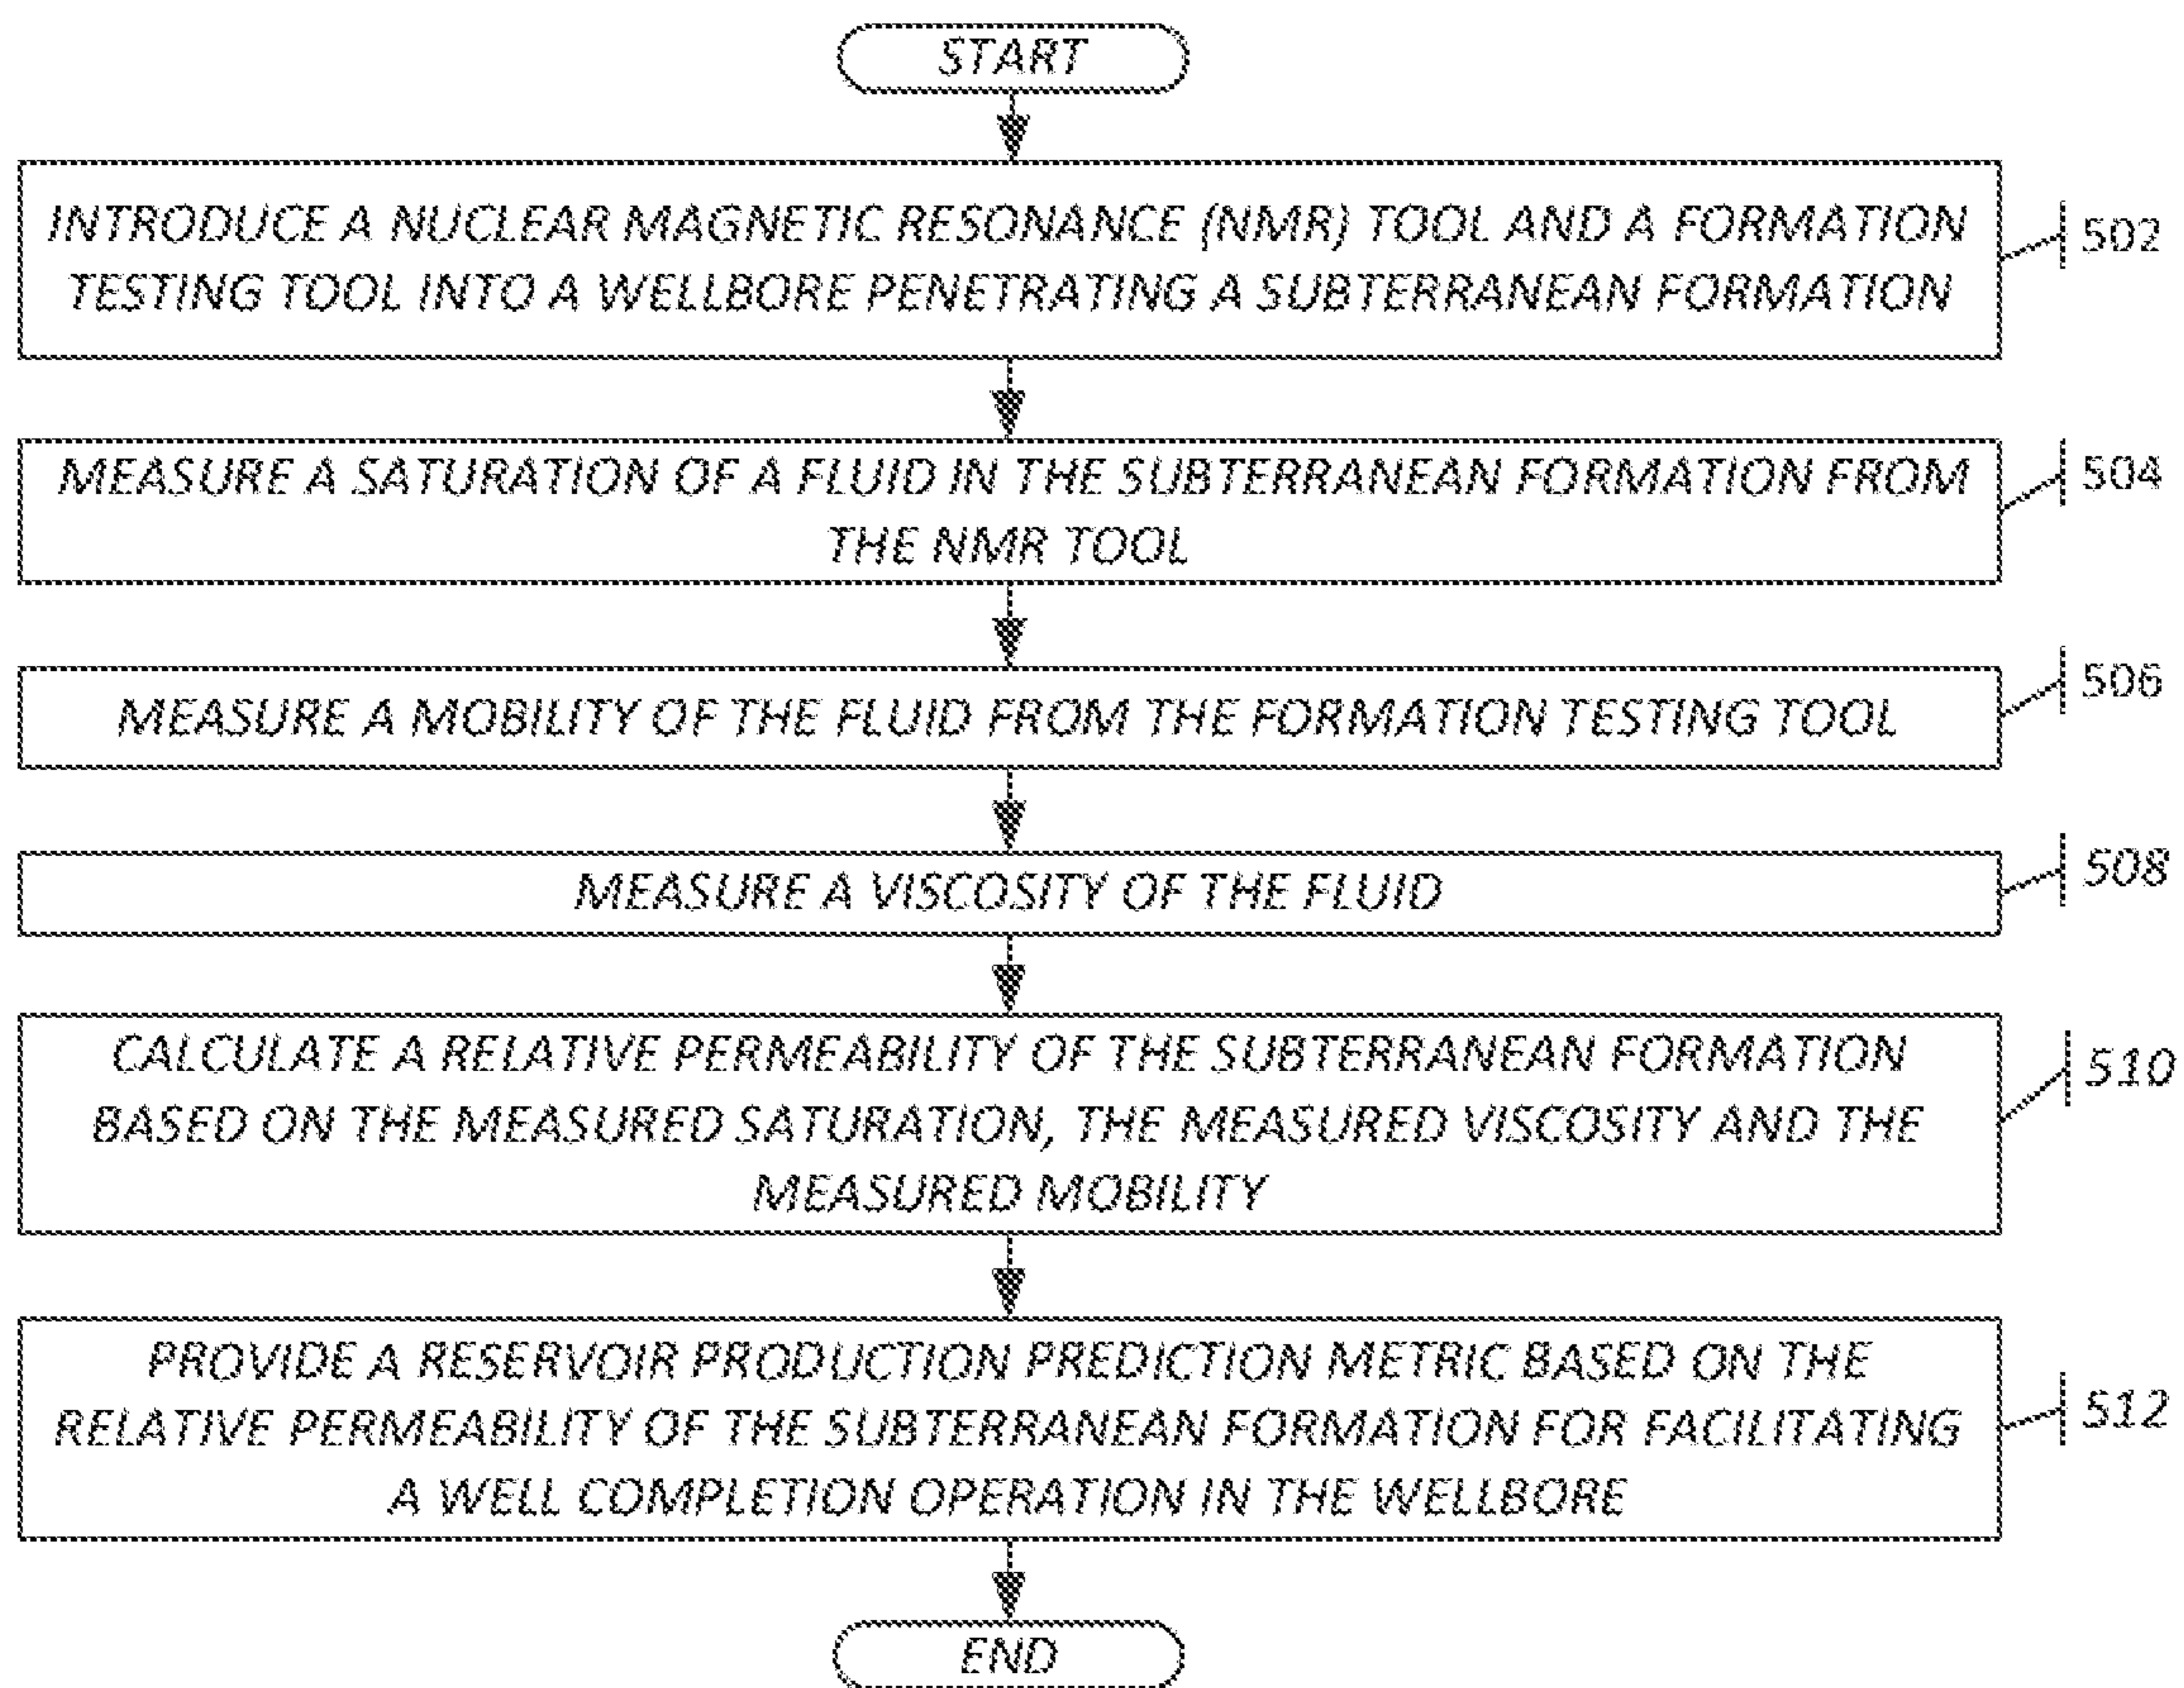 START
INTRODUCE A NUCLEAR MAGNETIC RESONANCE (NMR) TOOL AND A FORMATION
TESTING TOOL INTO A WELLBORE PENETRATING A SUBTERRANEAN FORMATION
502
MEASURE A SATURATION OF A FLUID IN THE SUBTERRANEAN FORMATION FROM
THE NMR TOOL
504
MEASURE A MOBILITY OF THE FLUID FROM THE FORMATION TESTING TOOL
506
MEASURE A VISCOSITY OF THE FLUID
508
CALCULATE A RELATIVE PERMEABILITY OF THE SUBTERRANEAN FORMATION
BASED ON THE MEASURED SATURATION, THE MEASURED VISCOSITY AND THE
MEASURED MOBILITY
510
PROVIDE A RESERVOIR PRODUCTION PREDICTION METRIC BASED ON THE
RELATIVE PERMEABILITY OF THE SUBTERRANEAN FORMATION FOR FACILITATING
A WELL COMPLETION OPERATION IN THE WELLBORE
512
END